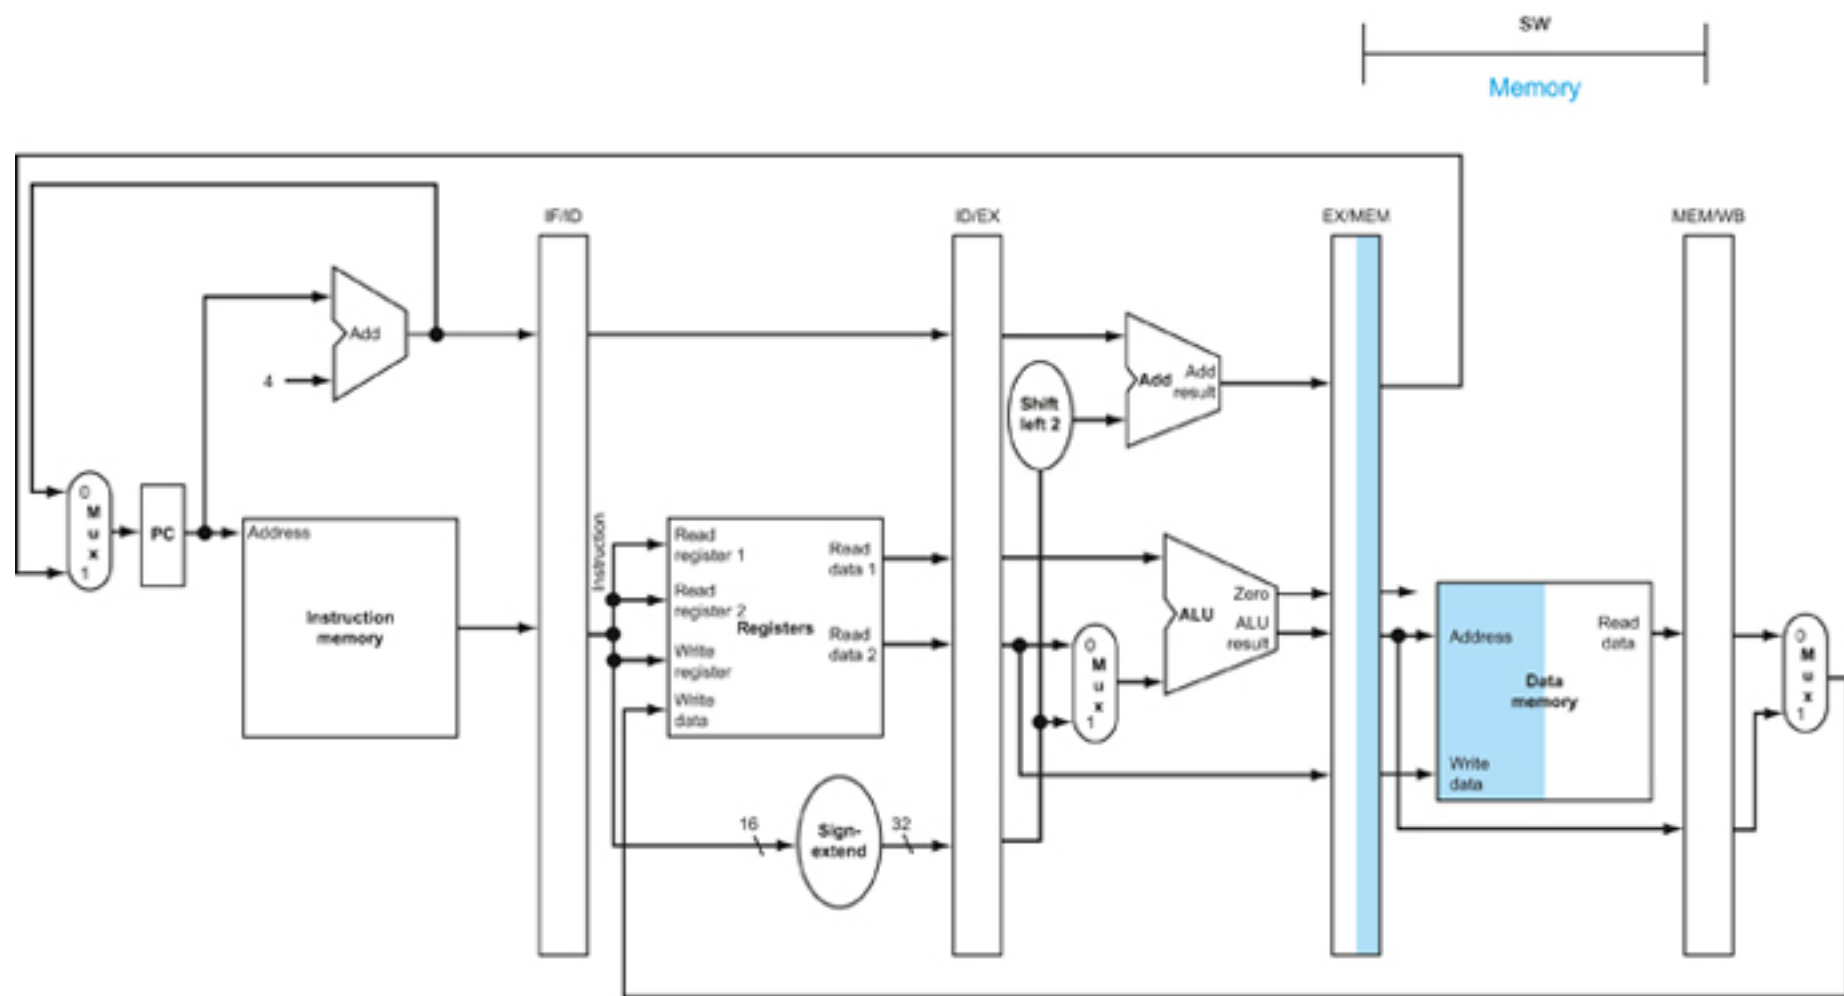 SW
Memory
IF/ID
ID/EX
EX/MEM
MEM/WB
Add
4
Add
Add
result
Shift
left 2
0
M
u
x
1
PC
Address
Instruction
memory
Instruction
Read
register 1
Read
register 2
Write
register
Write
data
Registers
Read
data 1
Read
data 2
0
M
u
x
1
Zero
ALU
ALU
result
Address
Read
data
Data
memory
Write
data
0
M
u
x
1
16
Sign-
extend
32